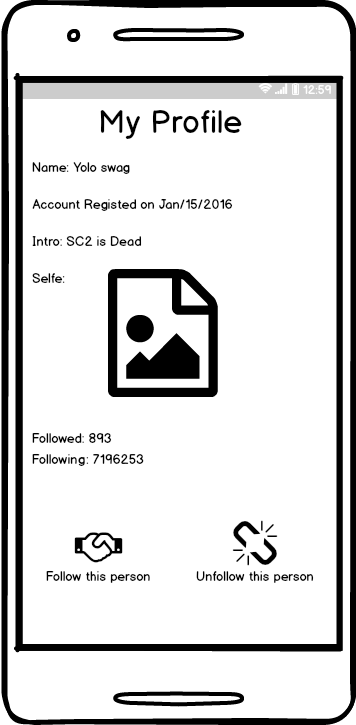 12:59
My Profile
Name: Yolo swag
Account Registed on Jan/15/2016
Intro: SC2 is Dead
Selfe:
Followed: 893
Following: 7196253
Follow this person
Unfollow this person